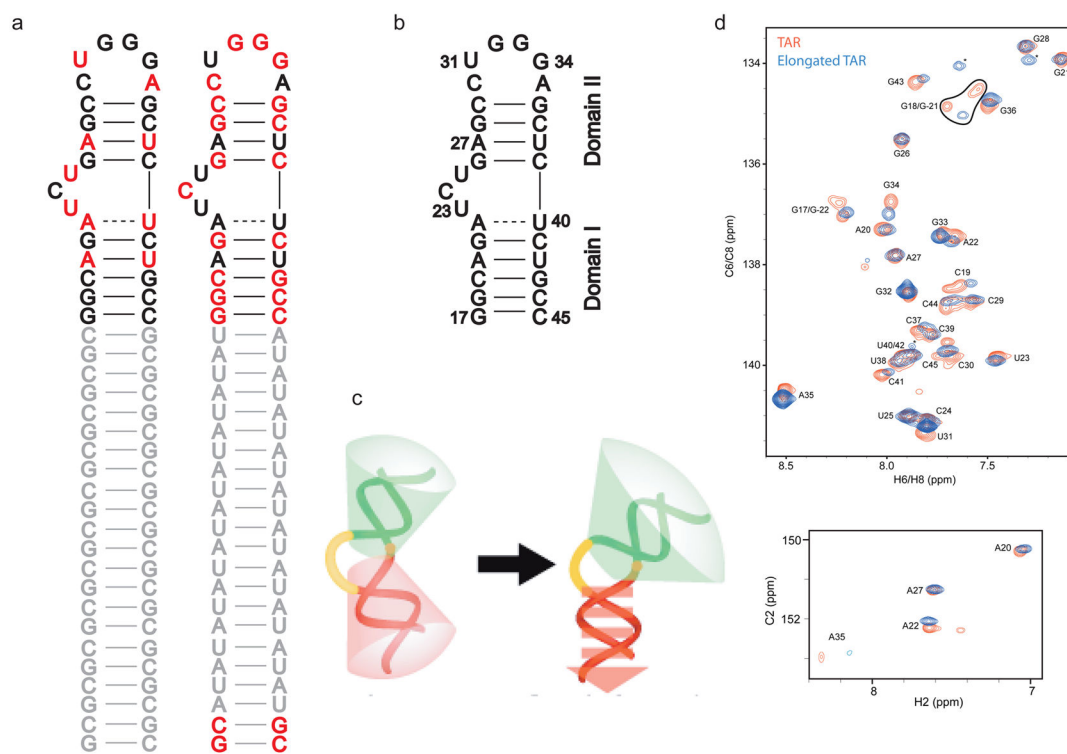 a
G G G
U
C A
C G
G C
A U
G C
U
C
U
A U
G C
A U
C G
G C
G C
C G
G C
C G
G C
C G
G C
C G
G C
C G
G C
C G
G C
C G
G C
C G
G C
C G
G C
C G
G C
C G
G C
G G G
U
C A
C G
G C
A U
G C
U
C
U
A U
G C
A U
C G
G C
G C
U A
A U
U A
A U
U A
A U
U A
A U
U A
A U
U A
A U
U A
A U
U A
A U
U A
A U
U A
A U
C G
G C
b
G G G
31 U 34
C A
C G
G C
27 A U
G C
U
C
23 U
A U 40
G C
A U
C G
G C
17 G C 45
Domain II
Domain I
c
d
TAR
Elongated TAR
G28
*
*
G21
G43
G18/G-21
G36
G26
G34
G17/G-22
A20
G33
A22
A27
C19
G32
C44
C29
C37
C39
U40/42 *
U38
C45
C30
U23
C41
A35
U25
C24
U31
134
136
138
140
C6/C8 (ppm)
8.5 8.0 7.5
H6/H8 (ppm)
150
152
C2 (ppm)
A20
A27
A22
A35
8 7
H2 (ppm)